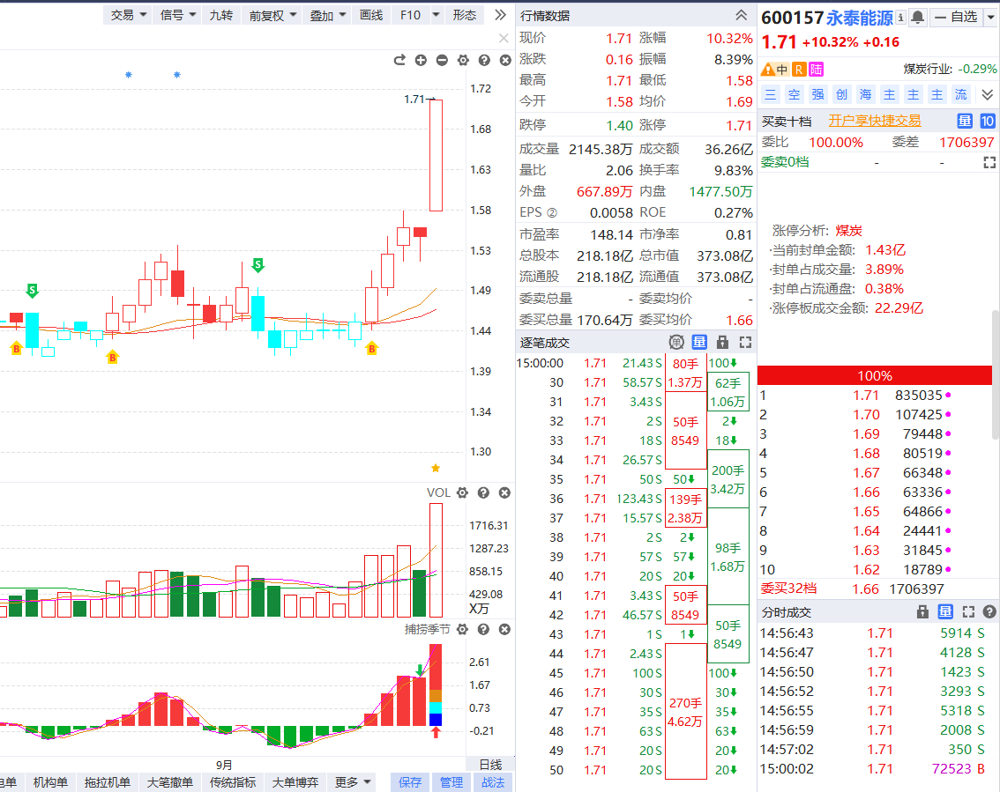 交易 信号 九转 前复权 叠加 画线 F10 形态
1.71
1.72
1.68
1.63
1.58
1.53
1.49
1.44
1.39
1.34
1.30
S
S
B
B
B
VOL
1716.31
1287.23
858.15
429.08
X万
捕捞季节
2.61
1.67
0.73
-0.21
9月
日线
机构单 拖拉机单 大笔撤单 传统指标 大单博弈 更多 保存 管理 战法
行情数据
现价 1.71 涨幅 10.32%
涨跌 0.16 振幅 8.39%
最高 1.71 最低 1.58
今开 1.58 均价 1.69
跌停 1.40 涨停 1.71
成交量 2145.38万 成交额 36.26亿
量比 2.06 换手率 9.83%
外盘 667.89万 内盘 1477.50万
EPS ② 0.0058 ROE 0.27%
市盈率 148.14 市净率 0.81
总股本 218.18亿 总市值 373.08亿
流通股 218.18亿 流通值 373.08亿
委卖总量 - 委卖均价 -
委买总量 170.64万 委买均价 1.66
逐笔成交 单 量
15:00:00 1.71 21.43 S
30 1.71 58.57 S
31 1.71 3.43 S
32 1.71 2 S
33 1.71 18 S
34 1.71 26.57 S
35 1.71 50 S
36 1.71 123.43 S
37 1.71 15.57 S
38 1.71 2 S
39 1.71 57 S
40 1.71 20 S
41 1.71 3.43 S
42 1.71 46.57 S
43 1.71 1 S
44 1.71 2.43 S
45 1.71 100 S
46 1.71 30 S
47 1.71 35 S
48 1.71 63 S
49 1.71 20 S
50 1.71 20 S
80手
1.37万
50手
8549
50
139手
2.38万
2
57
20
50手
8549
1
270手
4.62万
100
62手
1.06万
2
18
200手
3.42万
98手
1.68万
50手
8549
100
30
35
63
20
20
600157 永泰能源 自选
1.71 +10.32% +0.16
中 R 陆 煤炭行业: -0.29%
三 空 强 创 海 主 主 主 流
买卖十档 开户享快捷交易 量 10
委比 100.00% 委差 1706397
委卖0档 - -
涨停分析: 煤炭
·当前封单金额: 1.43亿
·封单占成交量: 3.89%
·封单占流通盘: 0.38%
·涨停板成交金额: 22.29亿
100%
1 1.71 835035
2 1.70 107425
3 1.69 79448
4 1.68 80519
5 1.67 66348
6 1.66 63336
7 1.65 64866
8 1.64 24441
9 1.63 31845
10 1.62 18789
委买32档 1.66 1706397
分时成交 量
14:56:43 1.71 5914 S
14:56:47 1.71 4128 S
14:56:50 1.71 1423 S
14:56:52 1.71 3293 S
14:56:55 1.71 5318 S
14:56:59 1.71 2008 S
14:57:02 1.71 350 S
15:00:02 1.71 72523 B